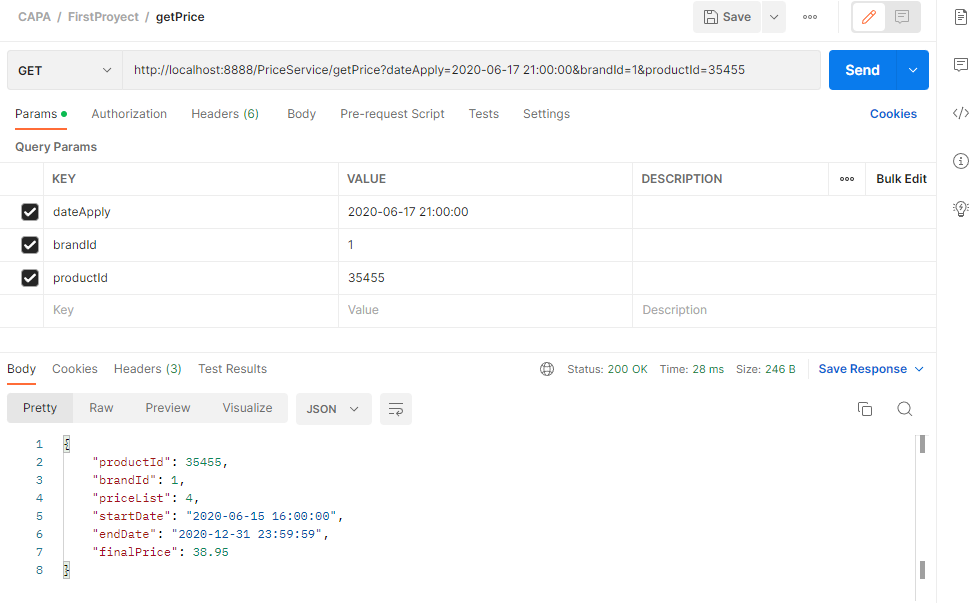 CAPA / FirstProyect / getPrice
Save
GET
http://localhost:8888/PriceService/getPrice?dateApply=2020-06-17 21:00:00&brandId=1&productId=35455
Send
Params Authorization Headers (6) Body Pre-request Script Tests Settings
Cookies
Query Params
KEY VALUE DESCRIPTION
Bulk Edit
dateApply 2020-06-17 21:00:00
brandId 1
productId 35455
Key Value Description
Body Cookies Headers (3) Test Results
Status: 200 OK Time: 28 ms Size: 246 B
Save Response
Pretty Raw Preview Visualize JSON
1 {
2 "productId": 35455,
3 "brandId": 1,
4 "priceList": 4,
5 "startDate": "2020-06-15 16:00:00",
6 "endDate": "2020-12-31 23:59:59",
7 "finalPrice": 38.95
8 }